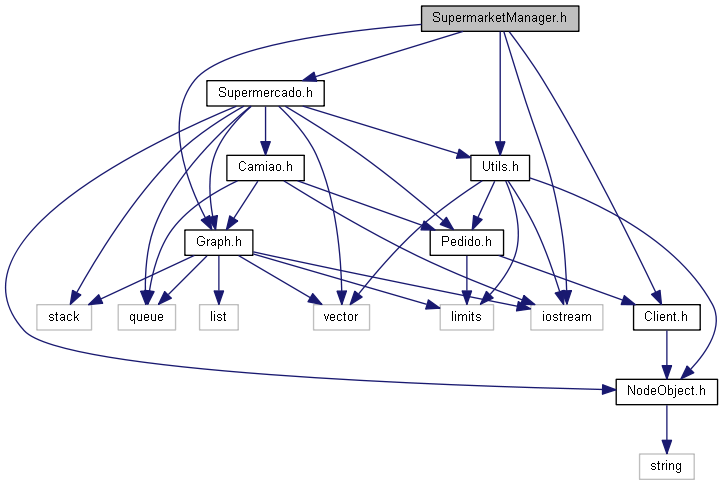 SupermarketManager.h
Supermercado.h
Camiao.h
Utils.h
Graph.h
Pedido.h
stack
queue
list
vector
limits
iostream
Client.h
NodeObject.h
string